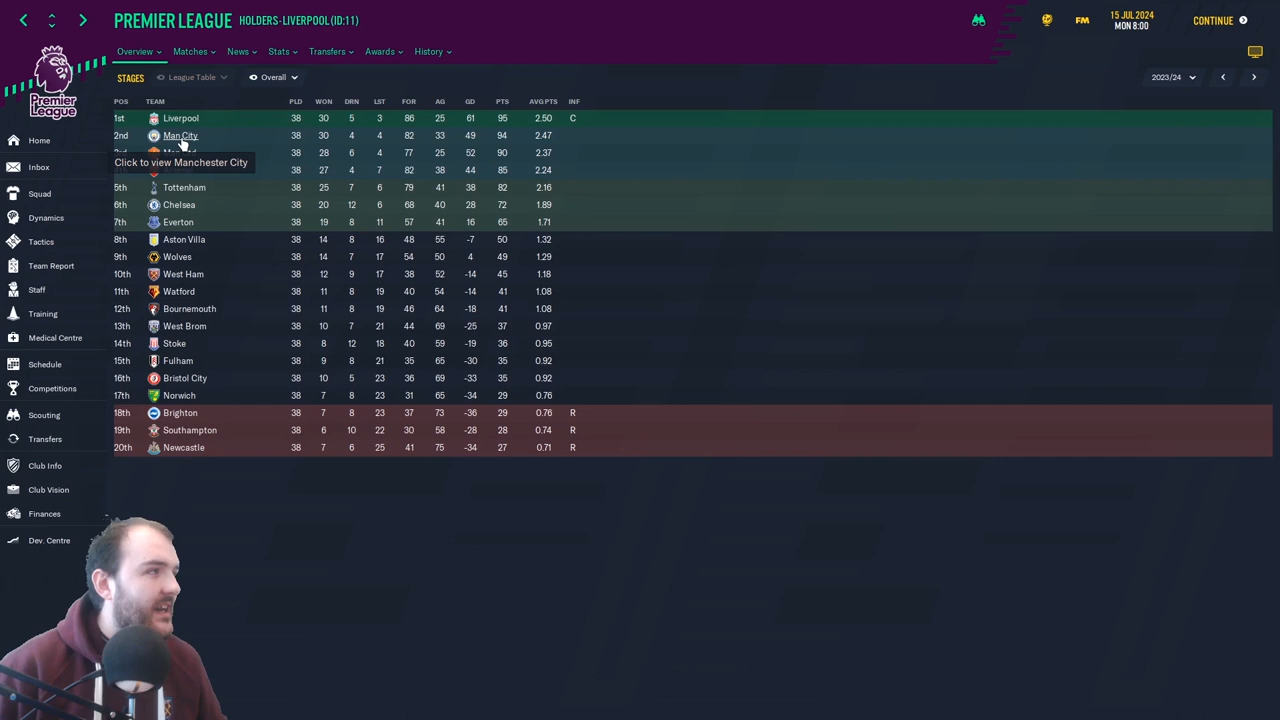 PREMIER LEAGUE HOLDERS - LIVERPOOL (ID:11)
15 JUL 2024
MON 8:00
CONTINUE
FM
Premier League
Overview Matches News Stats Transfers Awards History
STAGES League Table Overall 2023/24
POS TEAM PLD WON DRN LST FOR AG GD PTS AVG PTS INF
1st Liverpool 38 30 5 3 86 25 61 95 2.50 C
2nd Man City 38 30 4 4 82 33 49 94 2.47
38 28 6 4 77 25 52 90 2.37
Click to view Manchester City
38 27 4 7 82 38 44 85 2.24
5th Tottenham 38 25 7 6 79 41 38 82 2.16
6th Chelsea 38 20 12 6 68 40 28 72 1.89
7th Everton 38 19 8 11 57 41 16 65 1.71
8th Aston Villa 38 14 8 16 48 55 -7 50 1.32
9th Wolves 38 14 7 17 54 50 4 49 1.29
10th West Ham 38 12 9 17 38 52 -14 45 1.18
11th Watford 38 11 8 19 40 54 -14 41 1.08
12th Bournemouth 38 11 8 19 46 64 -18 41 1.08
13th West Brom 38 10 7 21 44 69 -25 37 0.97
14th Stoke 38 8 12 18 40 59 -19 36 0.95
15th Fulham 38 9 8 21 35 65 -30 35 0.92
16th Bristol City 38 10 5 23 36 69 -33 35 0.92
17th Norwich 38 7 8 23 31 65 -34 29 0.76
18th Brighton 38 7 8 23 37 73 -36 29 0.76 R
19th Southampton 38 6 10 22 30 58 -28 28 0.74 R
20th Newcastle 38 7 6 25 41 75 -34 27 0.71 R
Home
Inbox
Squad
Dynamics
Tactics
Team Report
Staff
Training
Medical Centre
Schedule
Competitions
Scouting
Transfers
Club Info
Club Vision
Finances
Dev. Centre